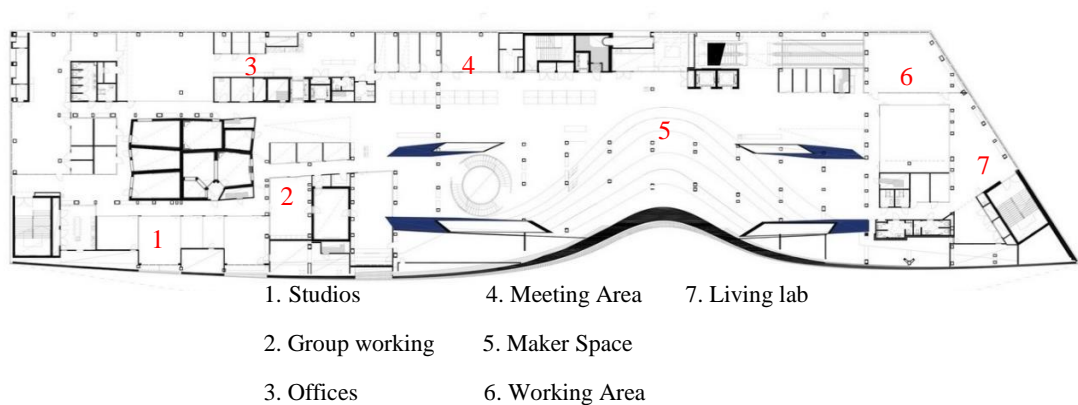 3
4
6
5
7
2
1
1. Studios 4. Meeting Area 7. Living lab
2. Group working 5. Maker Space
3. Offices 6. Working Area